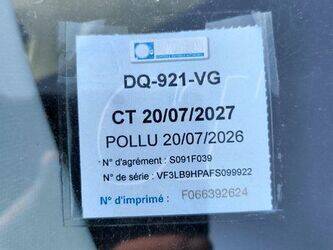 DQ-921-VG
CT 20/07/2027
POLLU 20/07/2026
N° d'agrément : S091F039
N° de série : VF3LB9HPAFS099922
N° d'imprimé : F066392624